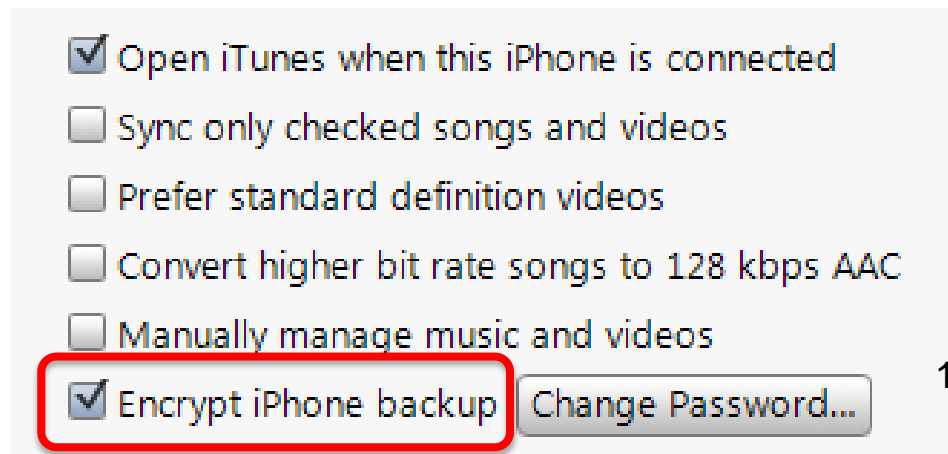 Open iTunes when this iPhone is connected
Sync only checked songs and videos
Prefer standard definition videos
Convert higher bit rate songs to 128 kbps AAC
Manually manage music and videos
Encrypt iPhone backup Change Password...
1